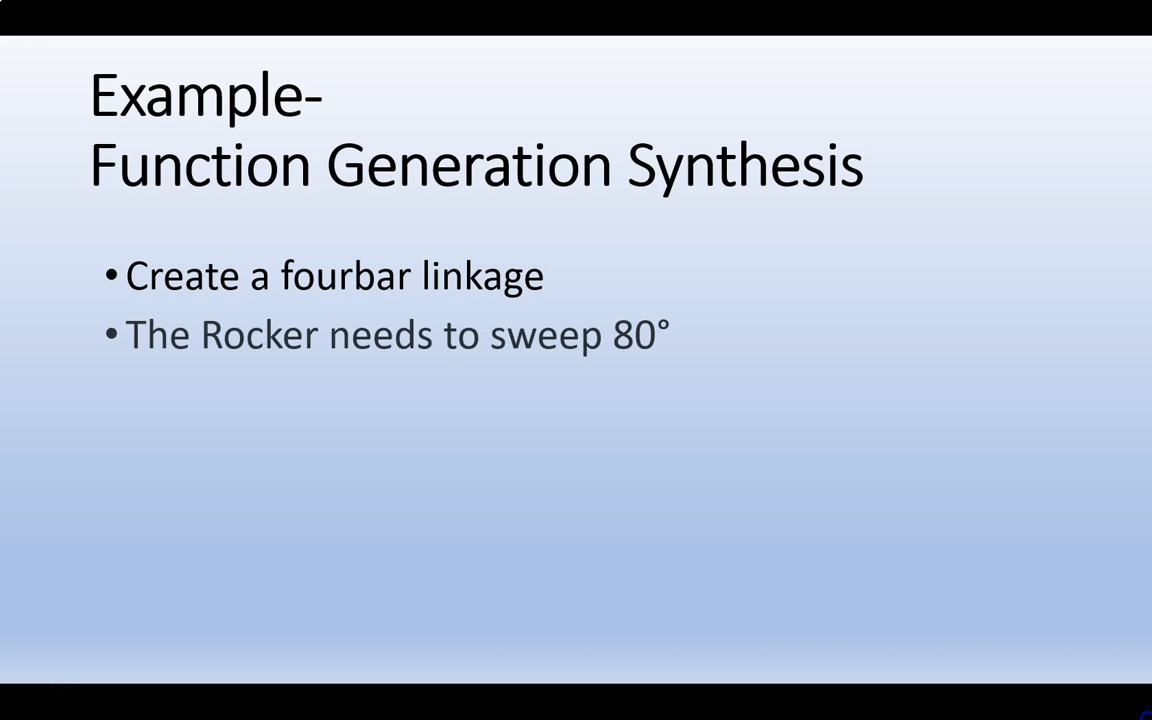 Example-
Function Generation Synthesis
• Create a fourbar linkage
• The Rocker needs to sweep 80°